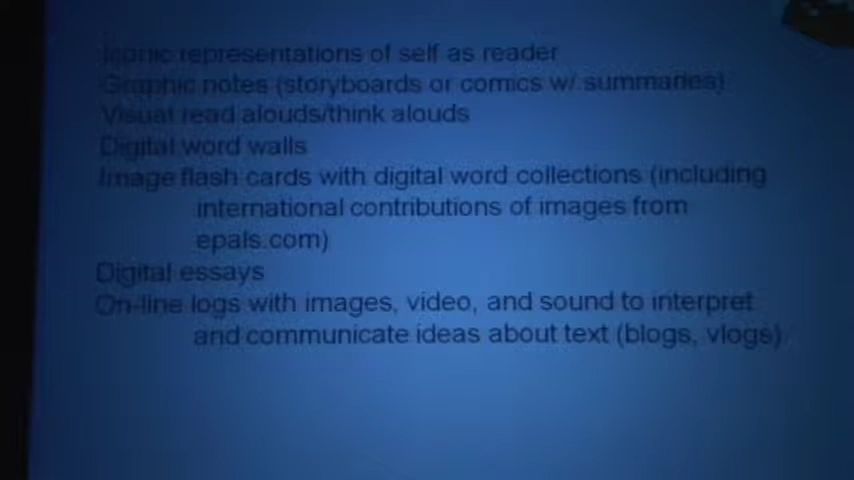 Iconic representations of self as reader
Graphic notes (storyboards or comics w/ summaries)
Visual read alouds/think alouds
Digital word walls
Image flash cards with digital word collections (including
international contributions of images from
epals.com)
Digital essays
On-line logs with images, video, and sound to interpret
and communicate ideas about text (blogs, vlogs)